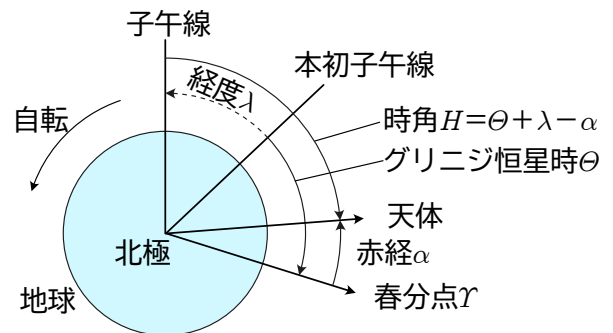 子午線
本初子午線
経度λ
自転
時角H=Θ+λ−α
グリニジ恒星時Θ
天体
北極
赤経α
地球
春分点ϒ